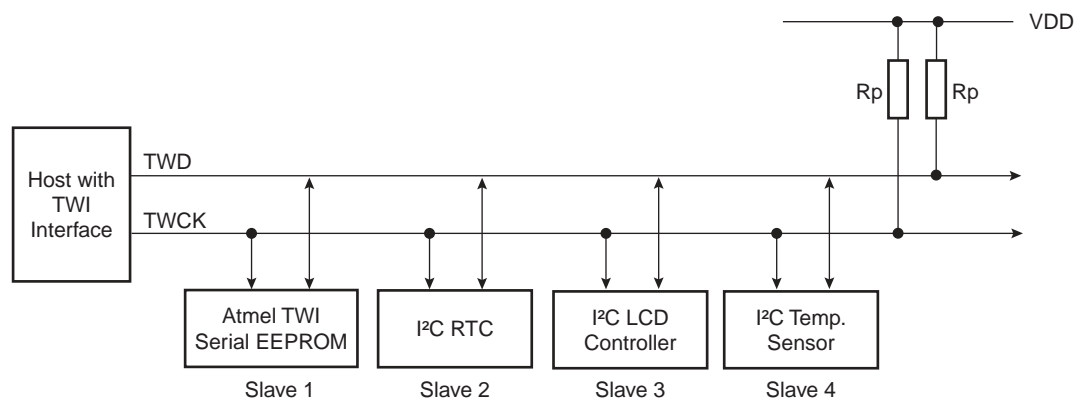 VDD
Rp
Rp
Host with
TWI
Interface
TWD
TWCK
Atmel TWI
Serial EEPROM
I²C RTC
I²C LCD
Controller
I²C Temp.
Sensor
Slave 1
Slave 2
Slave 3
Slave 4